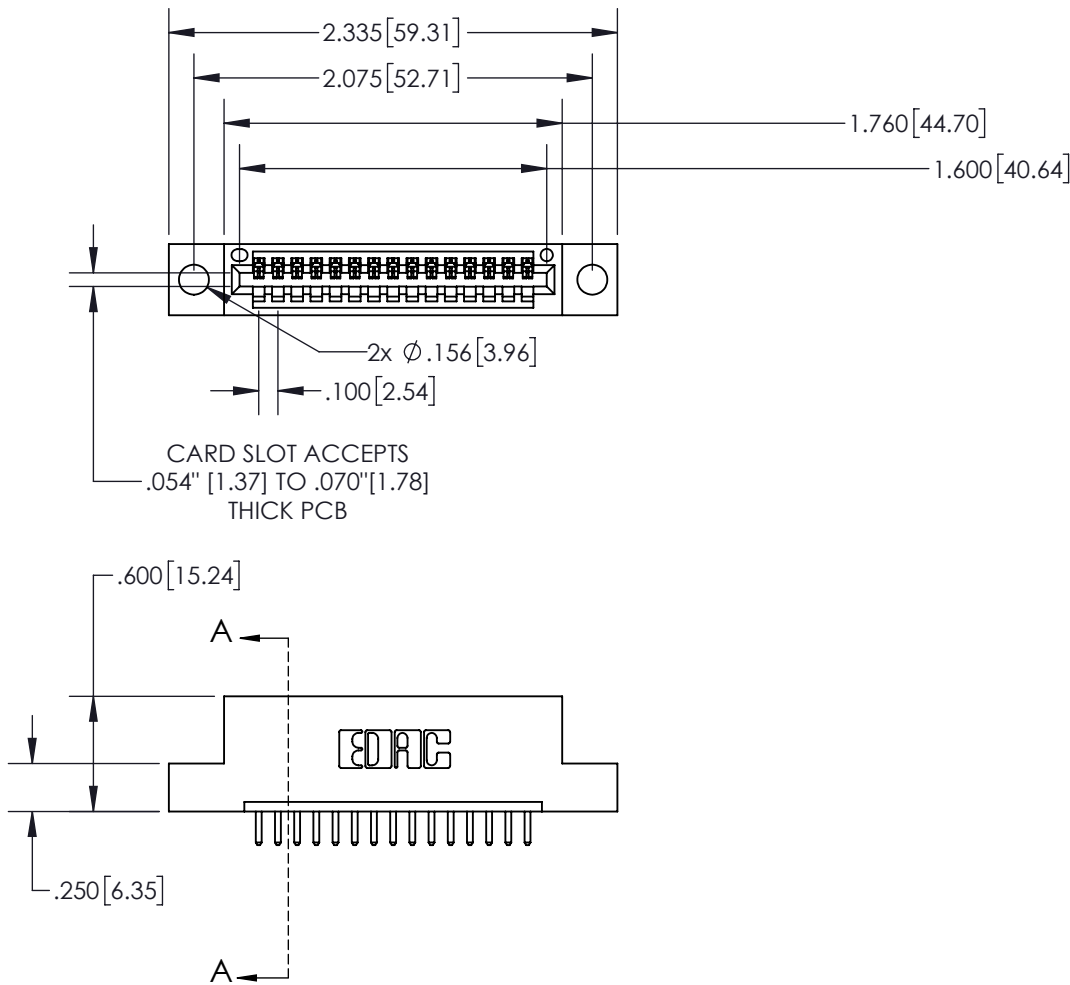 2.335[59.31]
2.075[52.71]
1.760[44.70]
1.600[40.64]
2x ⌀.156[3.96]
.100[2.54]
CARD SLOT ACCEPTS
.054" [1.37] TO .070"[1.78]
THICK PCB
.600[15.24]
A
EDAC
.250[6.35]
A